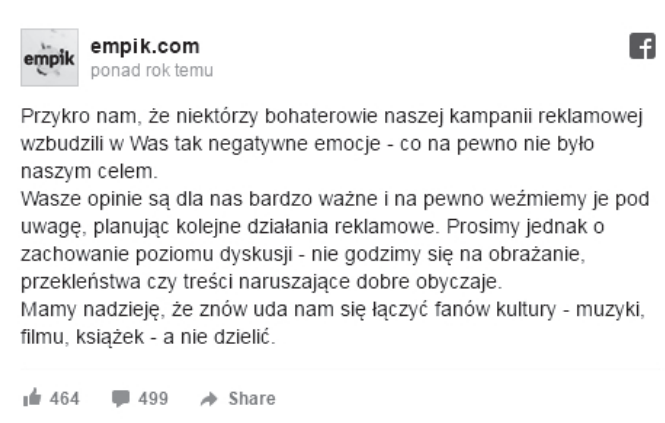 empik
empik.com
ponad rok temu
Przykro nam, że niektórzy bohaterowie naszej kampanii reklamowej
wzbudzili w Was tak negatywne emocje - co na pewno nie było
naszym celem.
Wasze opinie są dla nas bardzo ważne i na pewno weźmiemy je pod
uwagę, planując kolejne działania reklamowe. Prosimy jednak o
zachowanie poziomu dyskusji - nie godzimy się na obrażanie,
przekleństwa czy treści naruszające dobre obyczaje.
Mamy nadzieję, że znów uda nam się łączyć fanów kultury - muzyki,
filmu, książek - a nie dzielić.
464 499 Share